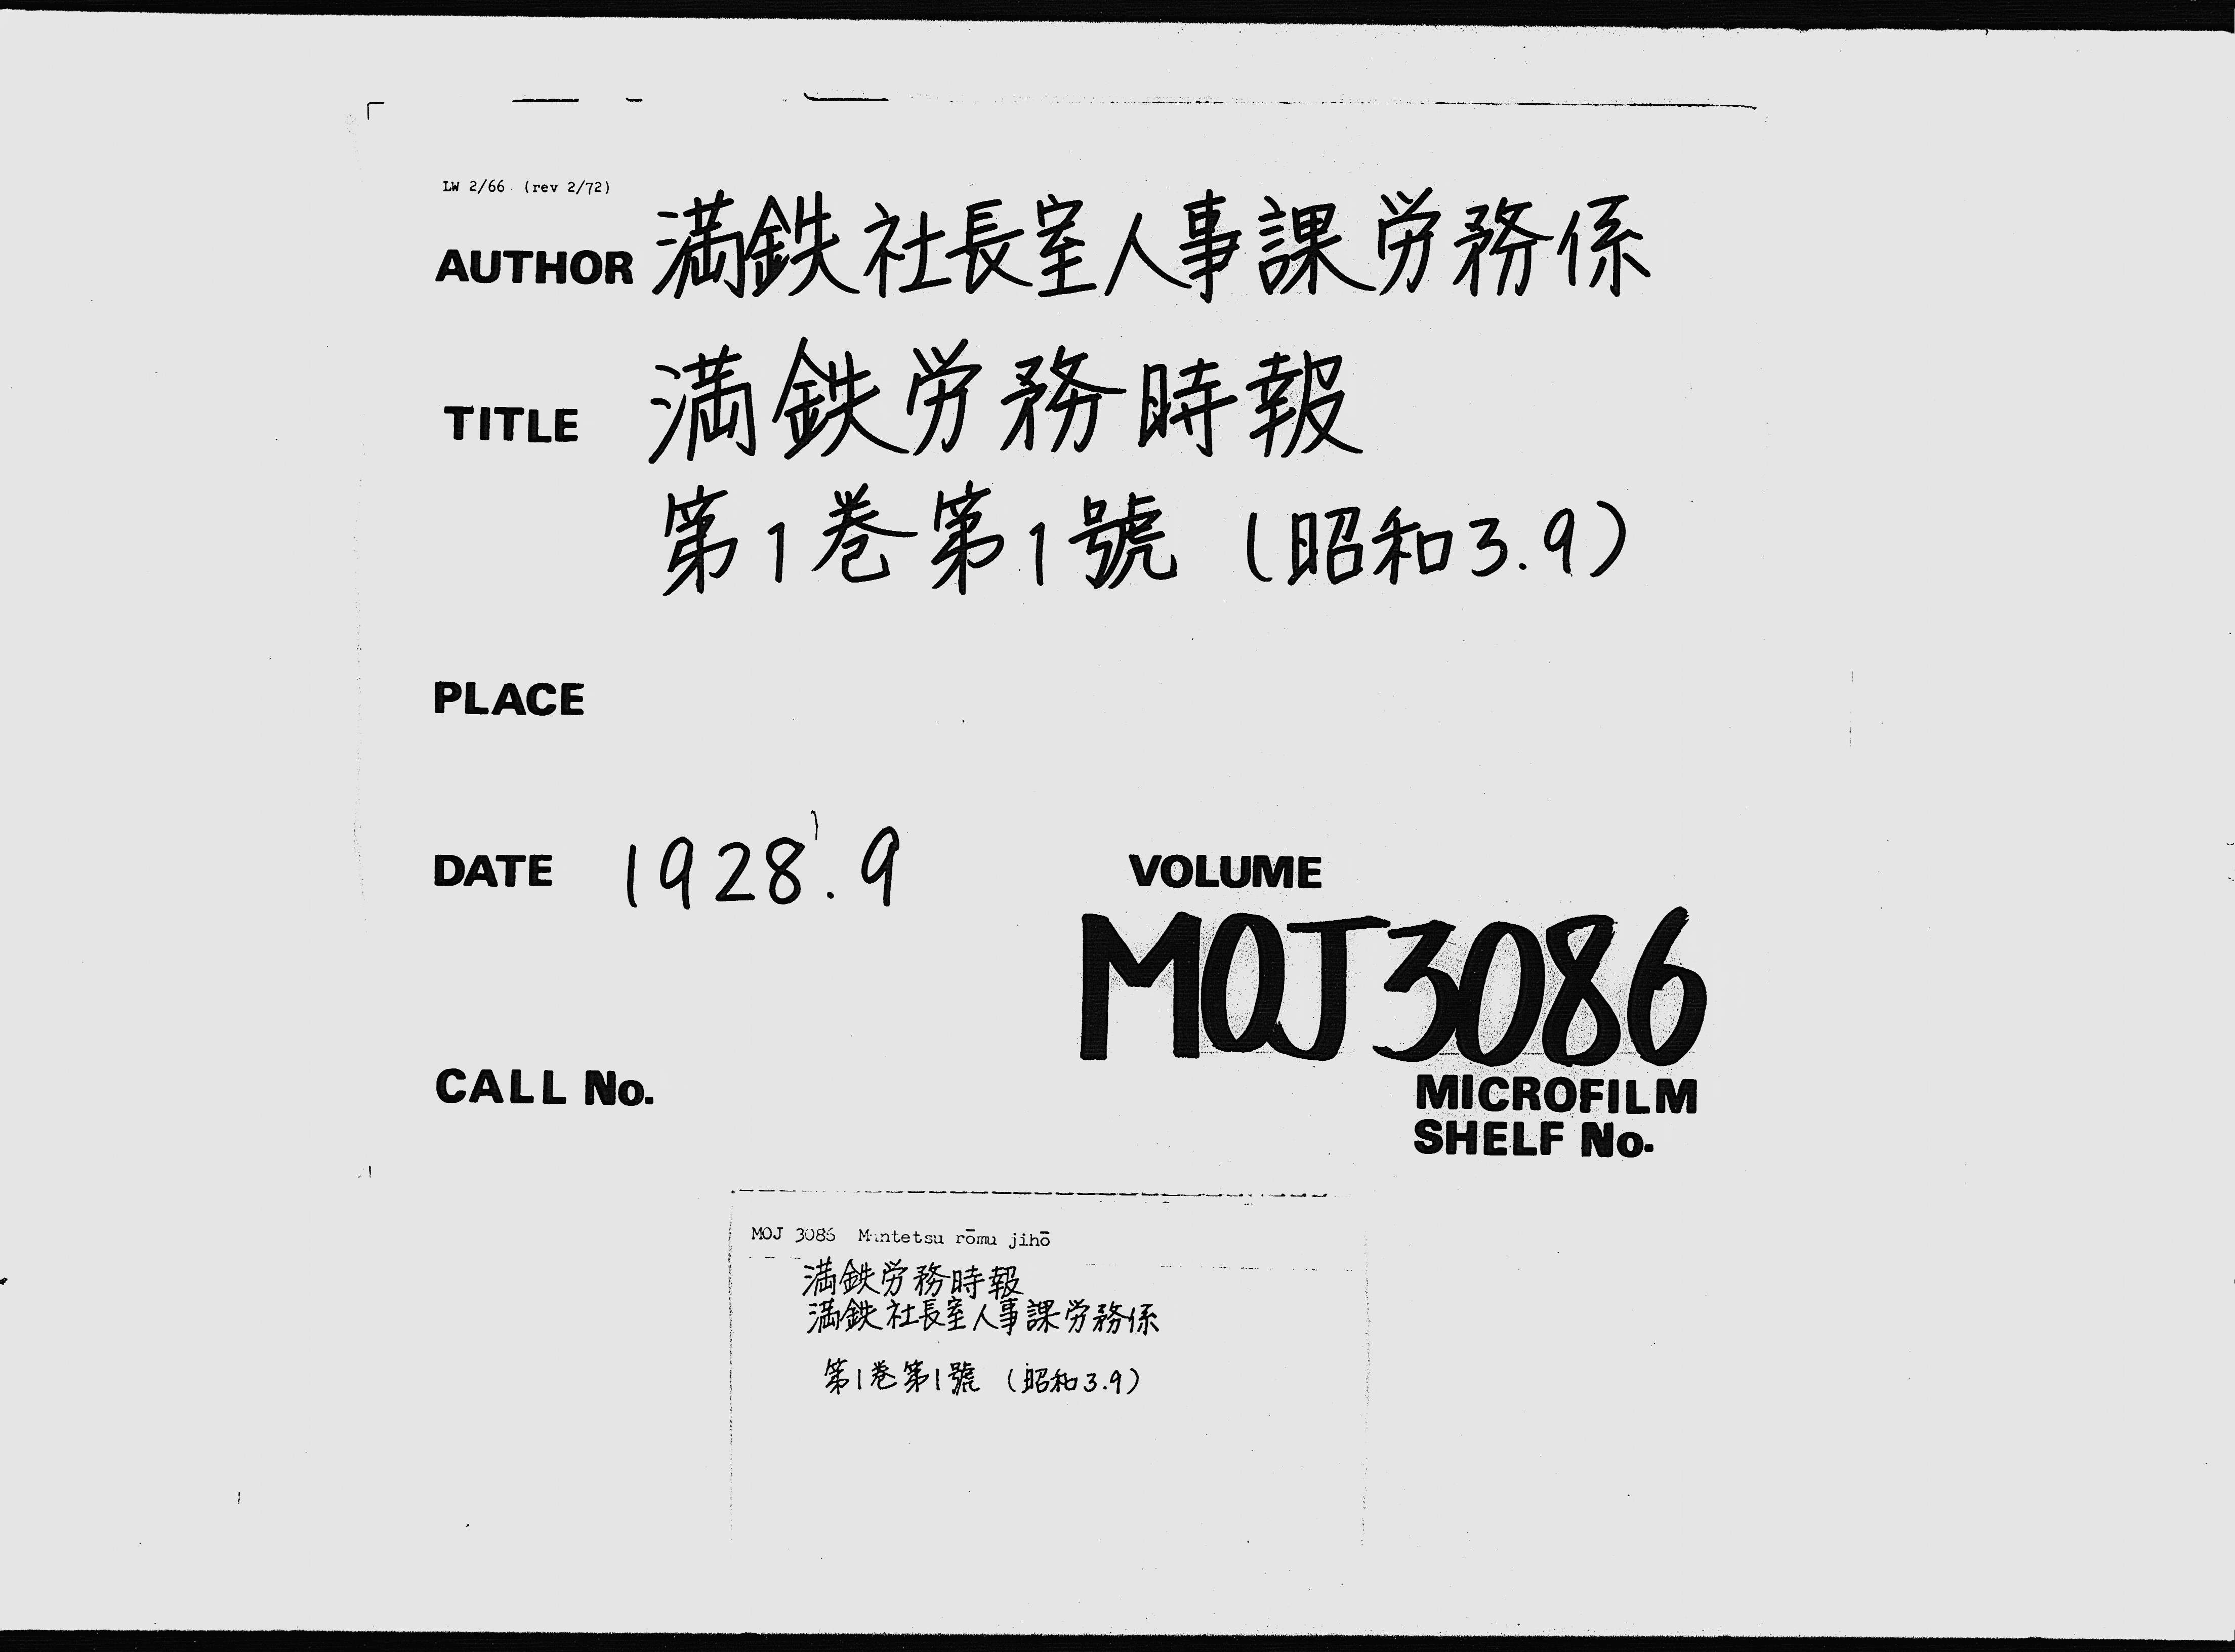 LW 2/66 (rev 2/72)
AUTHOR 満鉄社長室人事課労務係
TITLE 満鉄労務時報
第1巻第1號 (昭和3.9)
PLACE
DATE 1928.9
VOLUME
MOJ3086
CALL No.
MICROFILM
SHELF No.
MOJ 3086 Mantetsu rōmu jihō
満鉄労務時報
満鉄社長室人事課労務係
第1巻第1號 (昭和3.9)